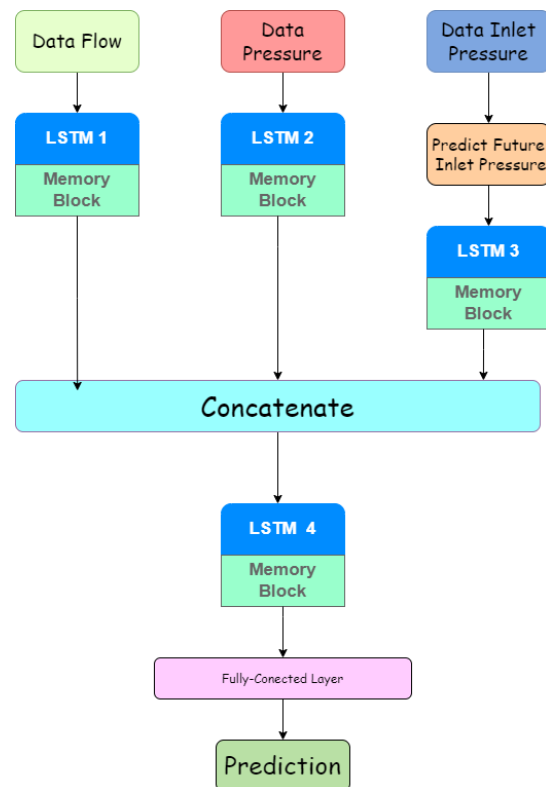 Data Flow
Data
Pressure
Data Inlet
Pressure
LSTM 1
Memory
Block
LSTM 2
Memory
Block
Predict Future
Inlet Pressure
LSTM 3
Memory
Block
Concatenate
LSTM 4
Memory
Block
Fully-Conected Layer
Prediction